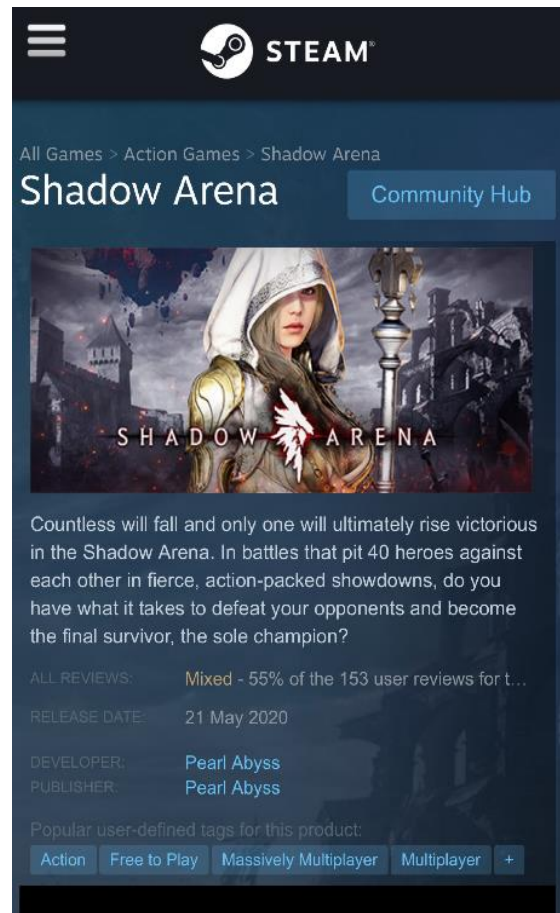 STEAM®
All Games > Action Games > Shadow Arena
Shadow Arena
Community Hub
SHADOW ARENA
Countless will fall and only one will ultimately rise victorious
in the Shadow Arena. In battles that pit 40 heroes against
each other in fierce, action-packed showdowns, do you
have what it takes to defeat your opponents and become
the final survivor, the sole champion?
ALL REVIEWS: Mixed - 55% of the 153 user reviews for t...
RELEASE DATE: 21 May 2020
DEVELOPER: Pearl Abyss
PUBLISHER: Pearl Abyss
Popular user-defined tags for this product:
Action Free to Play Massively Multiplayer Multiplayer +